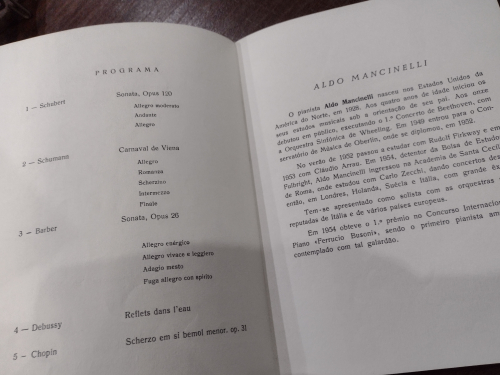 PROGRAMA
1 — Schubert Sonata, Opus 120
Allegro moderato
Andante
Allegro
2 — Schumann Carnaval de Viena
Allegro
Romanza
Scherzino
Intermezzo
Finale
3 — Barber Sonata, Opus 26
Allegro enérgico
Allegro vivace e leggiero
Adagio mesto
Fuga allegro con spirito
4 — Debussy Reflets dans l'eau
5 — Chopin Scherzo em si bemol menor, op. 31
ALDO MANCINELLI
O pianista Aldo Mancinelli nasceu nos Estados Unidos da
América do Norte, em 1928. Aos quatro anos de idade iniciou os
seus estudos musicais sob a orientação de seu pai. Aos onze
debutou em público, executando o 1.º Concerto de Beethoven, com
a Orquestra Sinfónica de Wheeling. Em 1949 entrou para o Con-
servatório de Música de Oberlin, onde se diplomou, em 1952.
No verão de 1952 passou a estudar com Rudolf Firkway e em
1953 com Cláudio Arrau. Em 1954, detentor da Bolsa de Estudo
Fulbright, Aldo Mancinelli ingressou na Academia de Santa Cecíl
de Roma, onde estudou com Carlo Zecchi, dando concertos des
então, em Londres, Holanda, Suécia e Itália, com grande êx
Tem-se apresentado como solista com as orquestras
reputadas de Itália e de vários países europeus.
Em 1954 obteve o 1.º prémio no Concurso Internacion
Piano «Ferrucio Busoni», sendo o primeiro pianista am
contemplado com tal galardão.